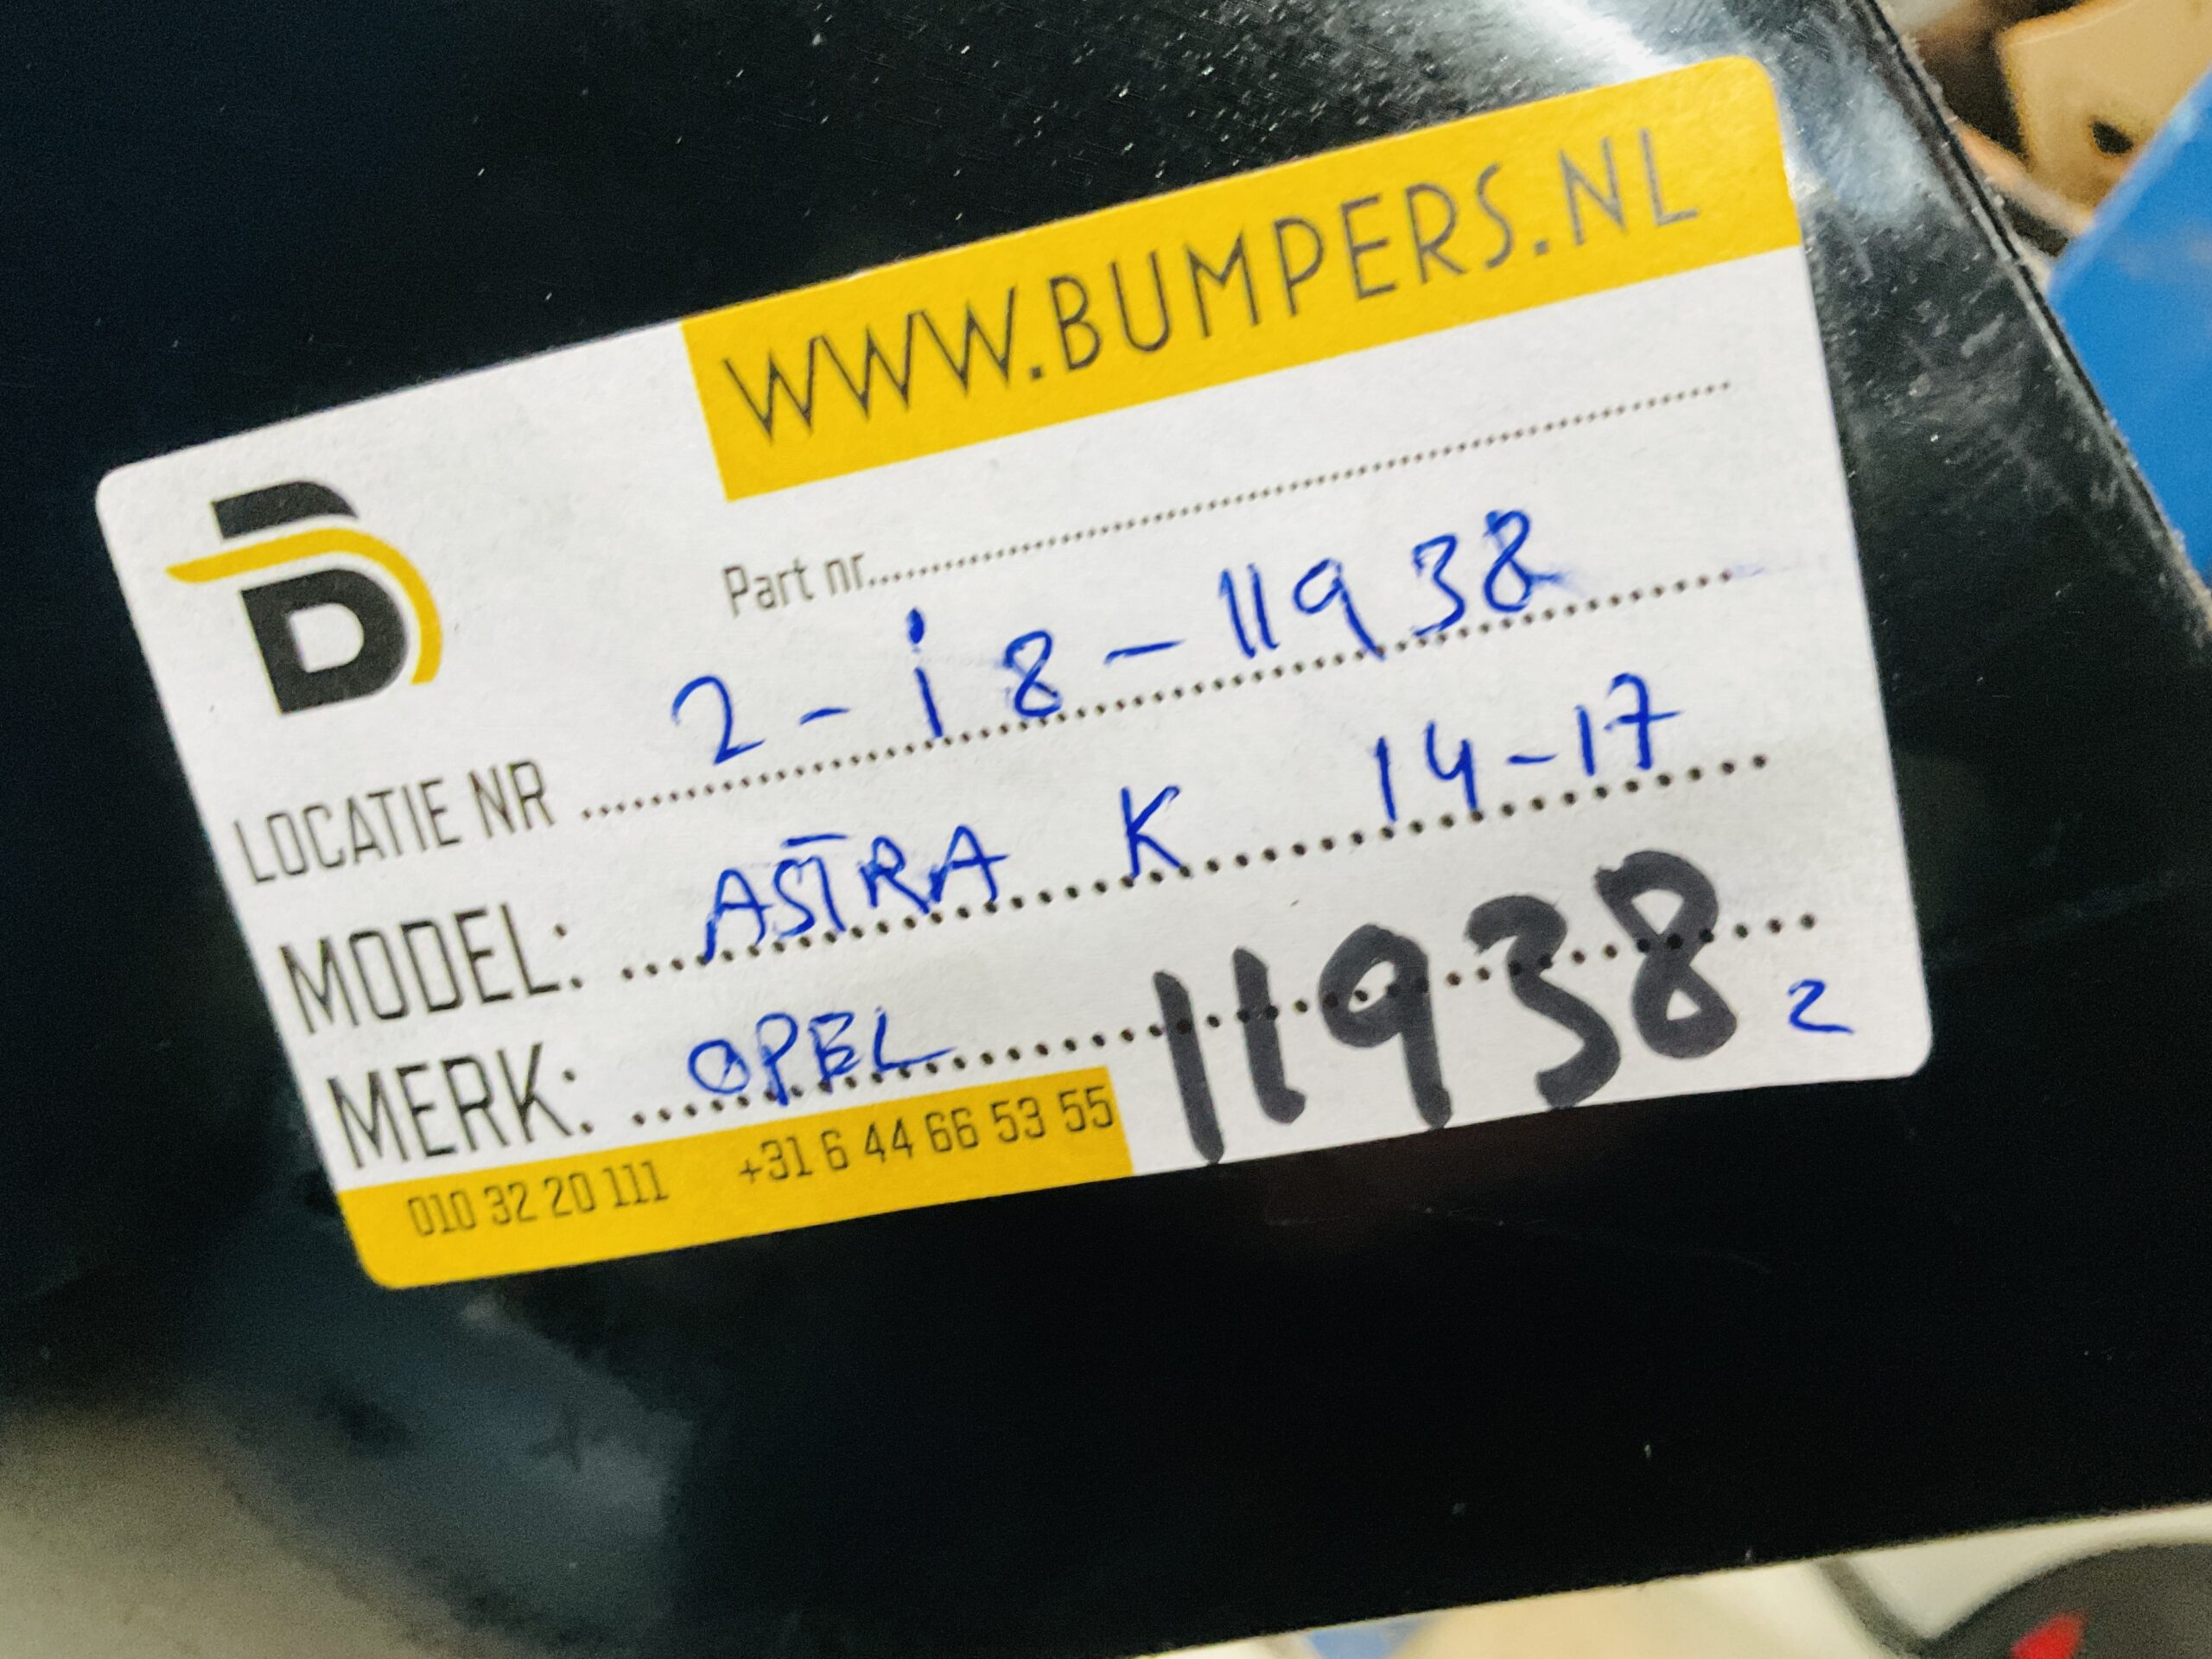 WWW.BUMPERS.NL
Part nr.
LOCATIE NR 2-i8-11938
MODEL: ASTRA K 14-17
MERK: OPEL 11938 2
010 32 20 111 +31 6 44 66 53 55